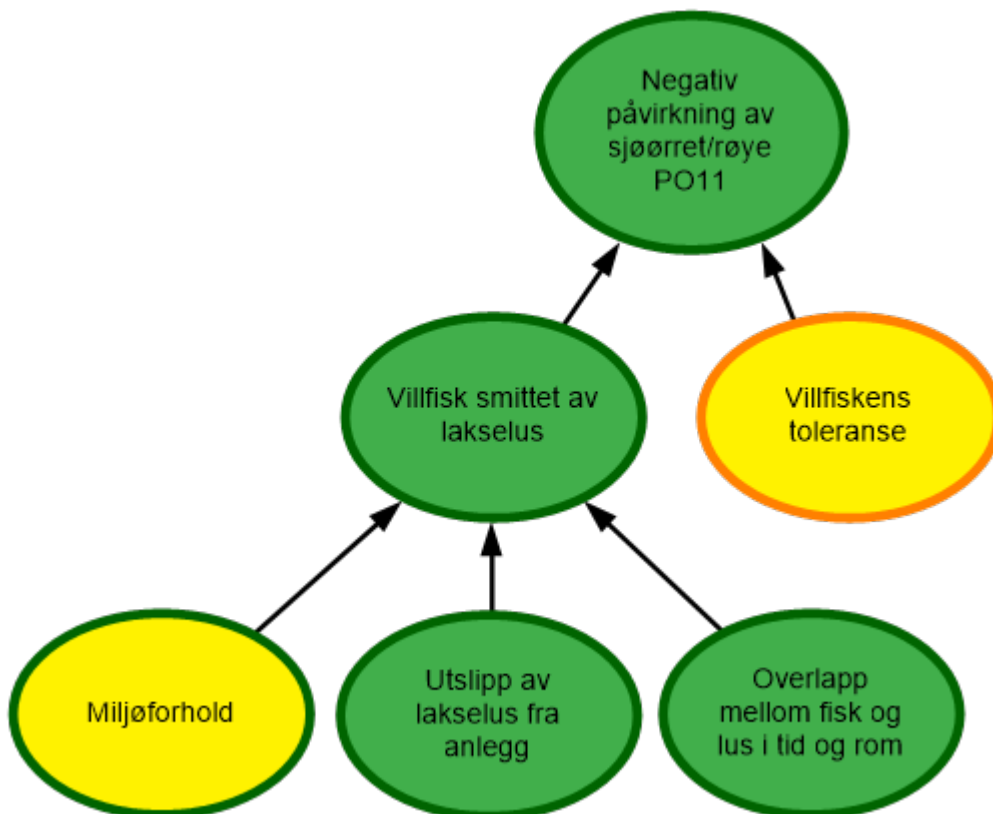 Negativ
påvirkning av
sjøørret/røye
PO11
Villfisk smittet av
lakselus
Villfiskens
toleranse
Miljøforhold
Utslipp av
lakselus fra
anlegg
Overlapp
mellom fisk og
lus i tid og rom